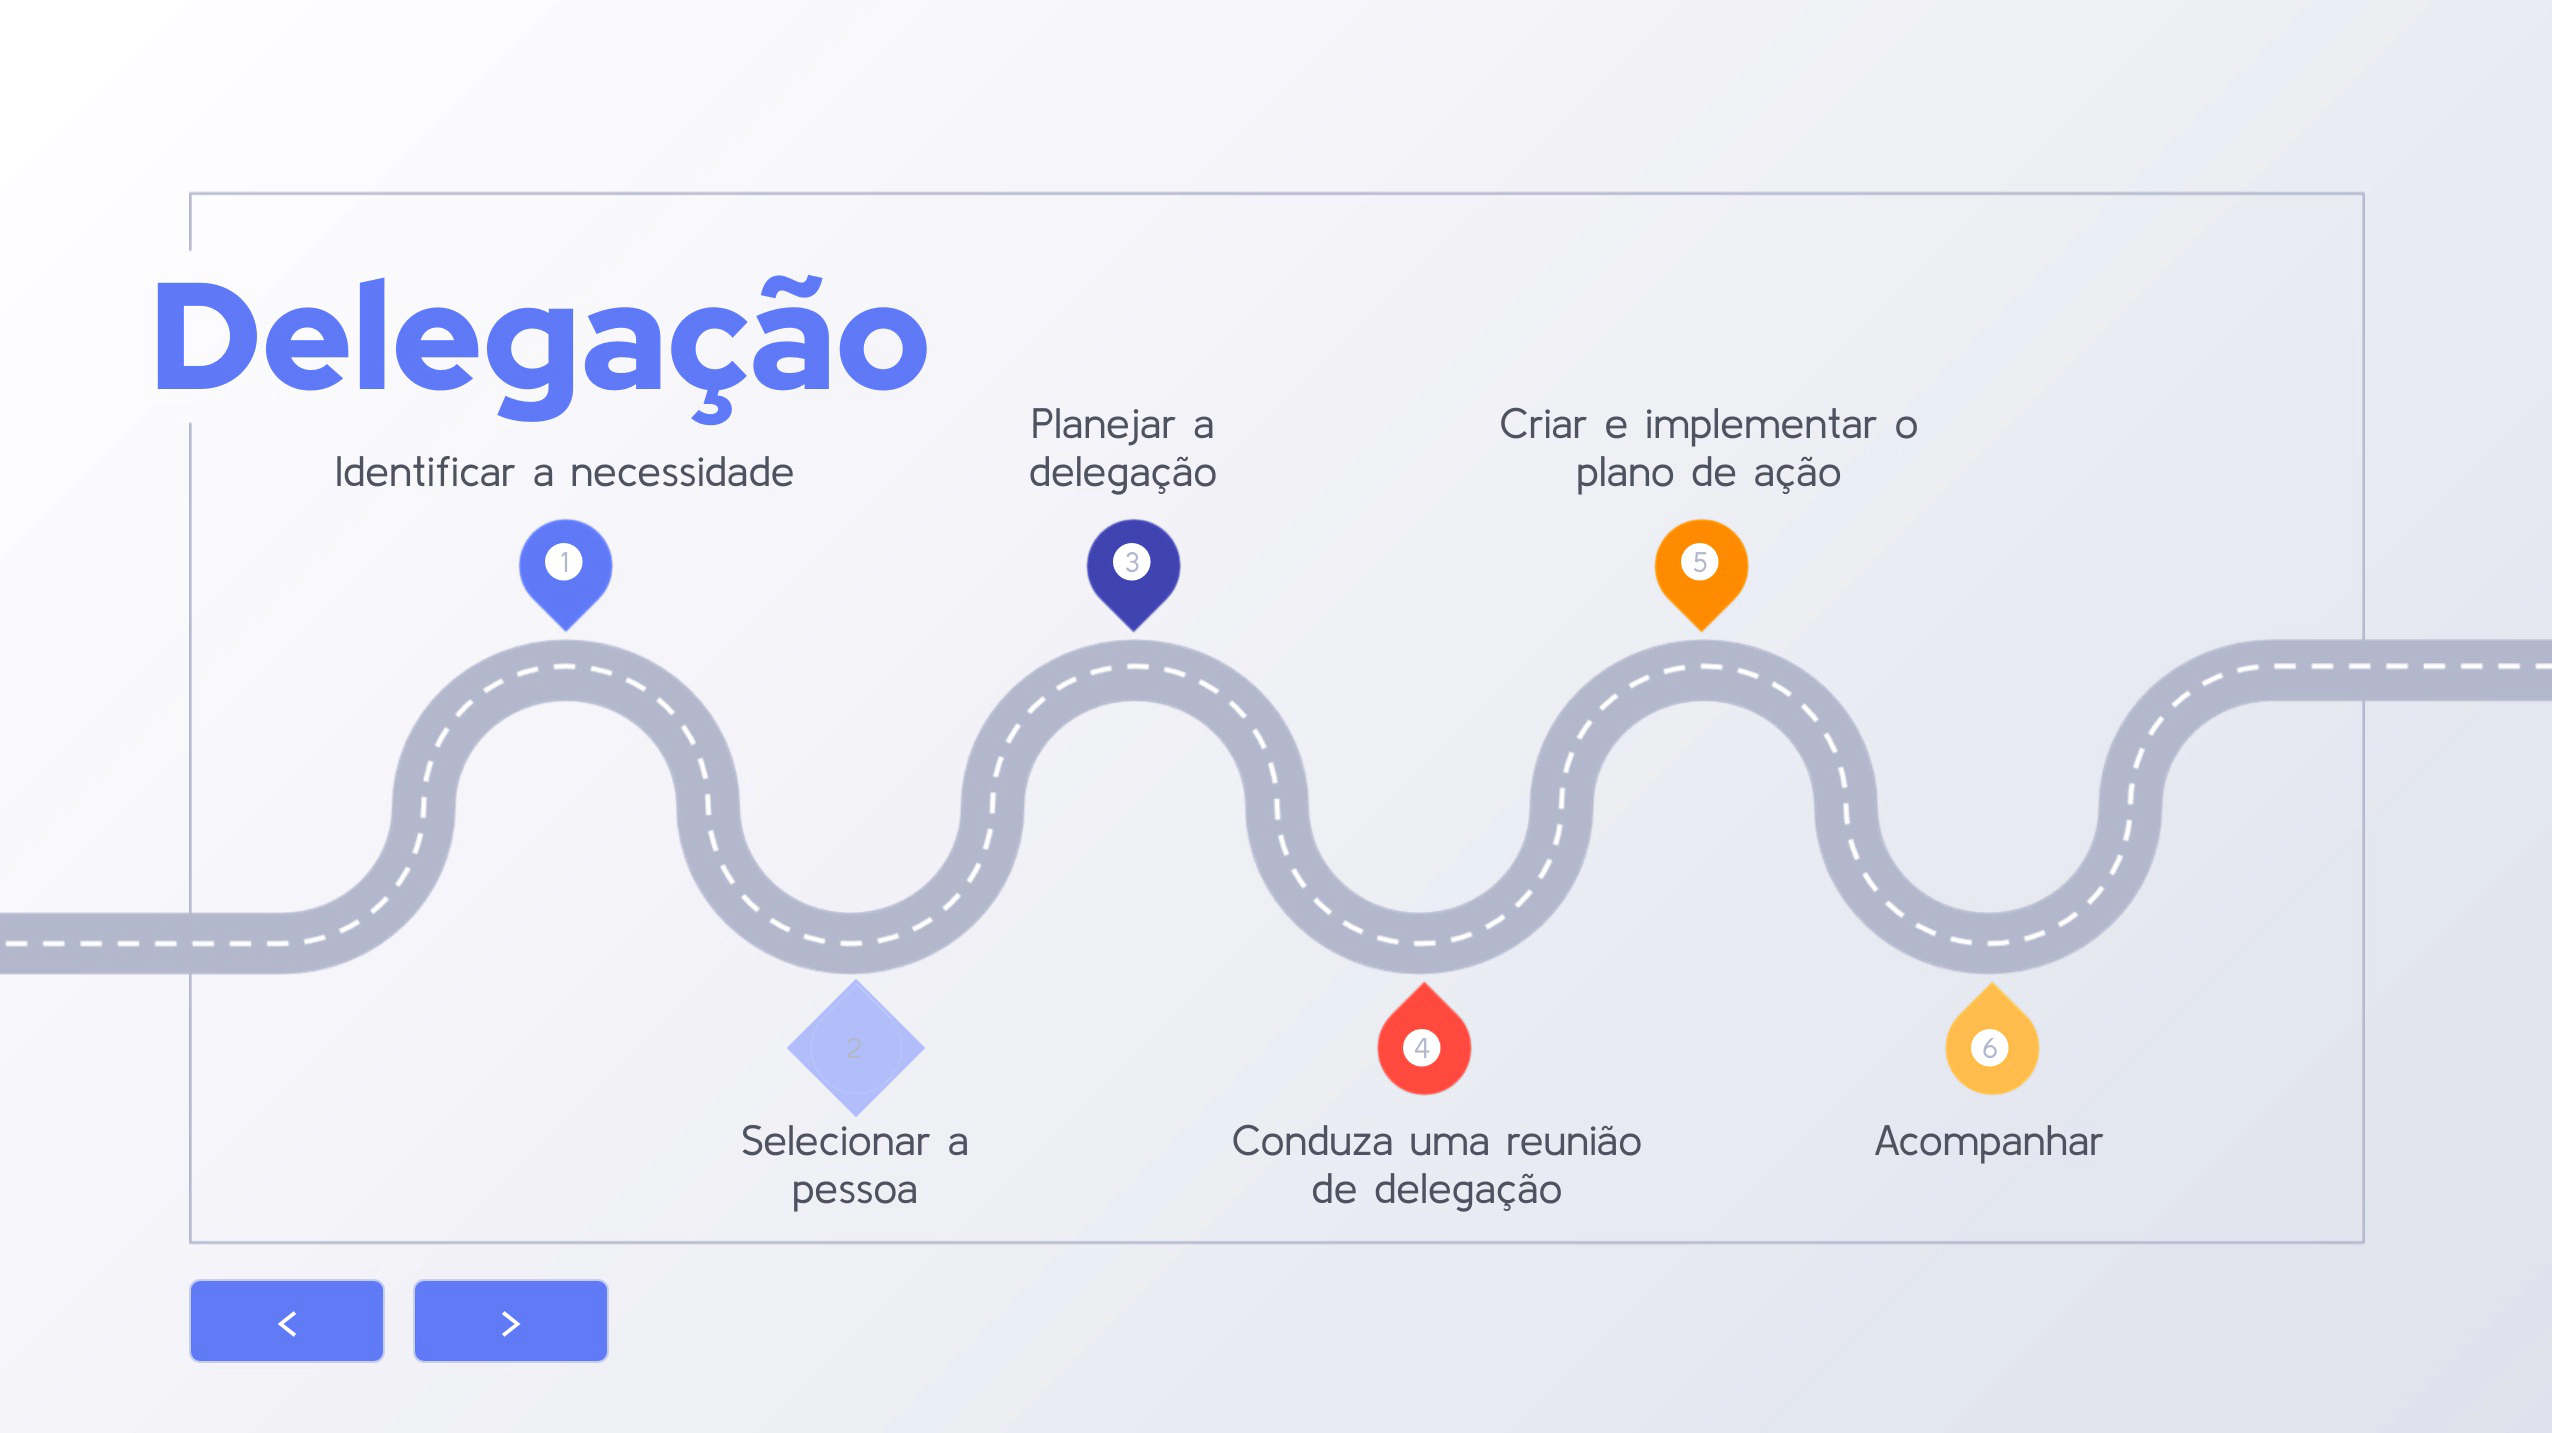 Delegação
Identificar a necessidade
1
Selecionar a
pessoa
2
Planejar a
delegação
3
Conduza uma reunião
de delegação
4
Criar e implementar o
plano de ação
5
Acompanhar
6
<
>